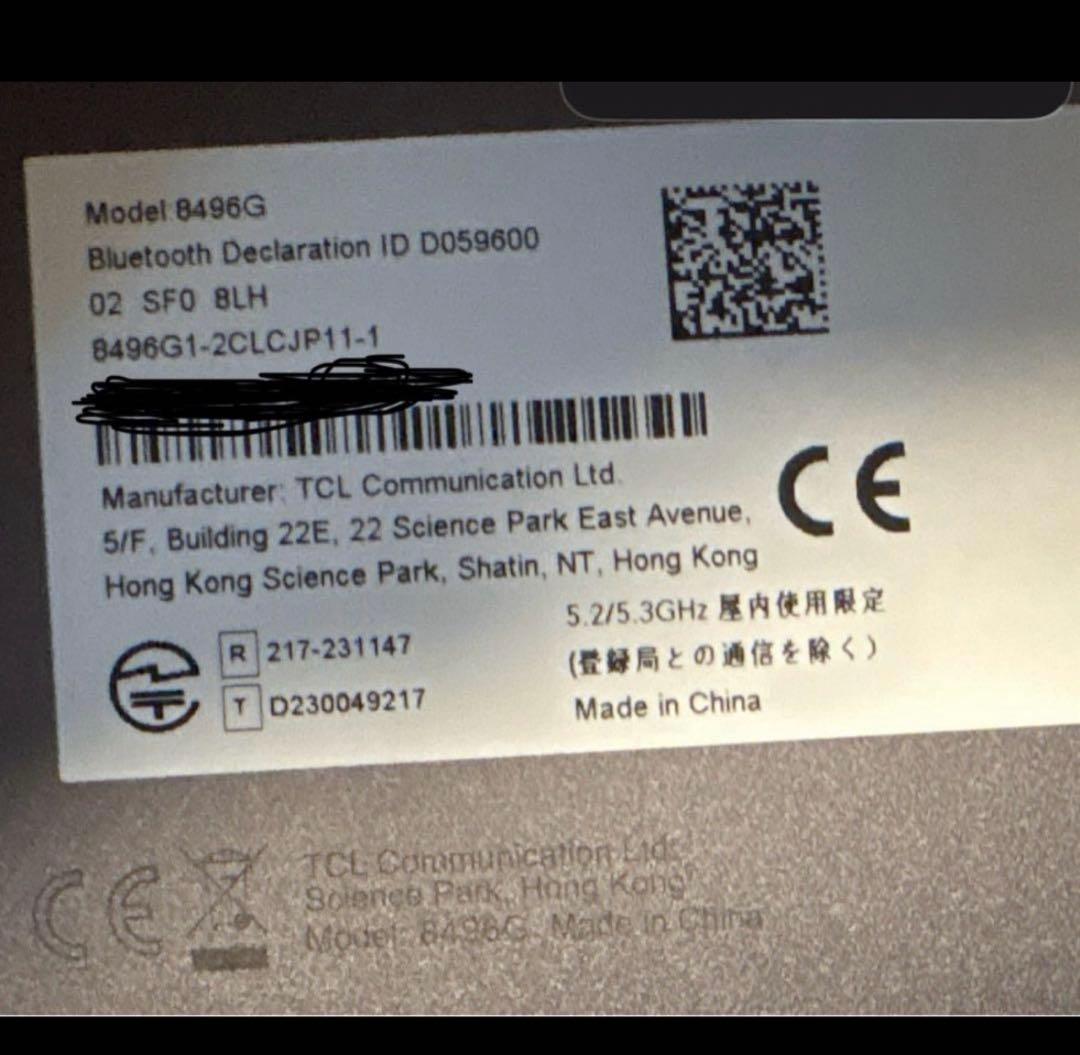 Model 8496G
Bluetooth Declaration ID D059600
02 SF0 8LH
8496G1-2CLCJP11-1
Manufacturer: TCL Communication Ltd.
5/F, Building 22E, 22 Science Park East Avenue,
Hong Kong Science Park, Shatin, NT, Hong Kong
CE
R 217-231147
T D230049217
5.2/5.3GHz 屋内使用限定
(登録局との通信を除く)
Made in China
CE
TCL Communication Ltd.
Science Park, Hong Kong
Model: 8496G Made in China